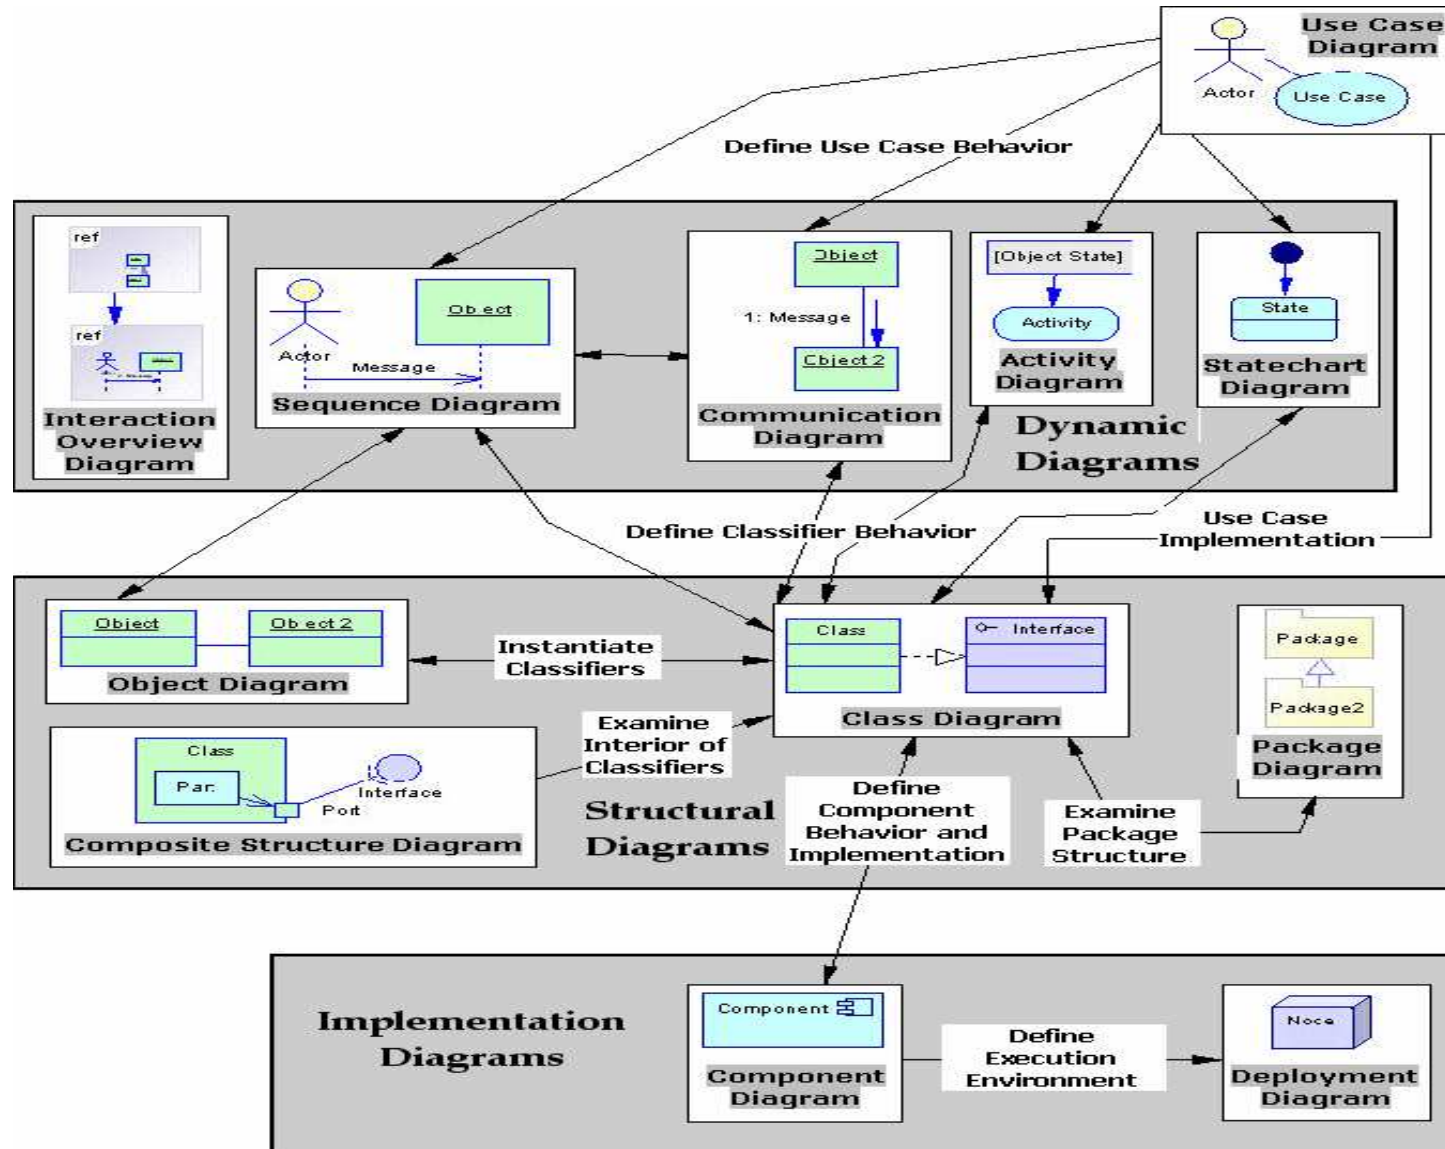 Use Case
Diagram
Actor
Use Case
Define Use Case Behavior
ref
ref
Interaction
Overview
Diagram
Object
Actor
Message
Sequence Diagram
Object
1: Message
Object 2
Communication
Diagram
[Object State]
Activity
Activity
Diagram
State
Statechart
Diagram
Dynamic
Diagrams
Define Classifier Behavior
Use Case
Implementation
Object
Object 2
Object Diagram
Instantiate
Classifiers
Class
Interface
Class Diagram
Package
Package2
Package
Diagram
Class
Part
Port
Interface
Composite Structure Diagram
Examine
Interior of
Classifiers
Structural
Diagrams
Define
Component
Behavior and
Implementation
Examine
Package
Structure
Implementation
Diagrams
Component
Component
Diagram
Define
Execution
Environment
Node
Deployment
Diagram